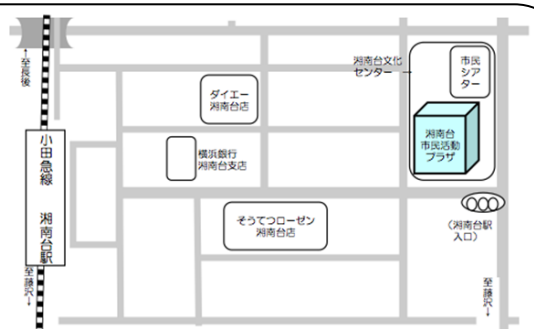 ↑至長後
小田急線　湘南台駅
至藤沢↓
ダイエー
湘南台店
横浜銀行
湘南台支店
そうてつローゼン
湘南台店
湘南台文化
センター
市民
シア
ター
湘南台
市民活動
プラザ
（湘南台駅
入口）
至藤沢↓